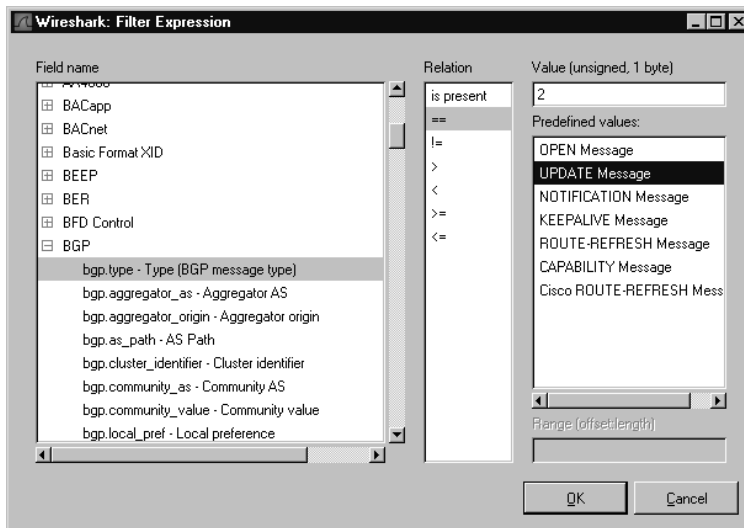 Wireshark: Filter Expression
Field name
BACapp
BACnet
Basic Format XID
BEEP
BER
BFD Control
BGP
bgp.type - Type (BGP message type)
bgp.aggregator_as - Aggregator AS
bgp.aggregator_origin - Aggregator origin
bgp.as_path - AS Path
bgp.cluster_identifier - Cluster identifier
bgp.community_as - Community AS
bgp.community_value - Community value
bgp.local_pref - Local preference
Relation
is present
==
!=
>
<
>=
<=
Value (unsigned, 1 byte)
2
Predefined values:
OPEN Message
UPDATE Message
NOTIFICATION Message
KEEPALIVE Message
ROUTE-REFRESH Message
CAPABILITY Message
Cisco ROUTE-REFRESH Mess
Range (offset:length)
OK
Cancel